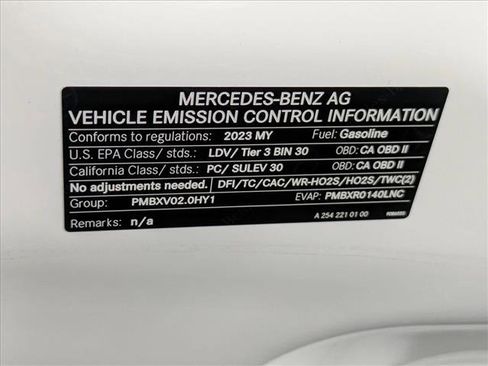 MERCEDES-BENZ AG
VEHICLE EMISSION CONTROL INFORMATION
Conforms to regulations: 2023 MY Fuel: Gasoline
U.S. EPA Class/ stds.: LDV/ Tier 3 BIN 30 OBD: CA OBD II
California Class/ stds.: PC/ SULEV 30 OBD: CA OBD II
No adjustments needed. DFI/TC/CAC/WR-HO2S/HO2S/TWC(2)
Group: PMBXV02.0HY1 EVAP: PMBXR0140LNC
Remarks: n/a A 254 221 01 00